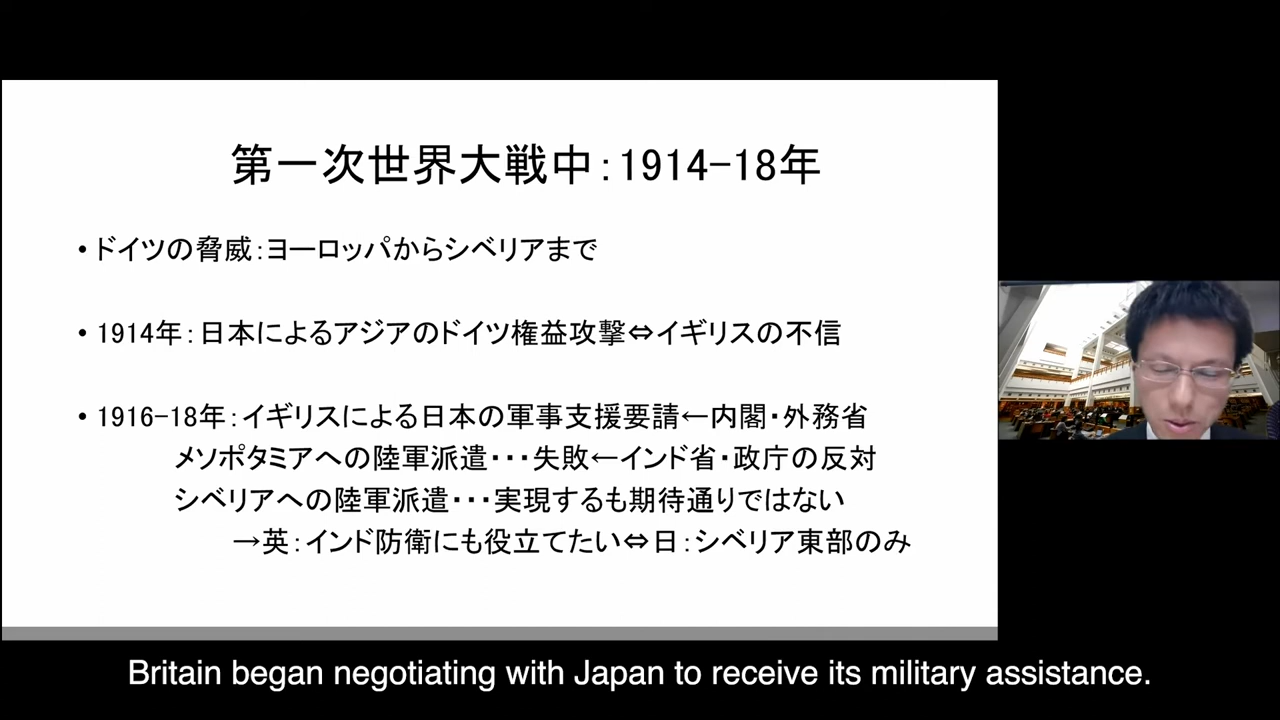 第一次世界大戦中：1914-18年
• ドイツの脅威：ヨーロッパからシベリアまで
• 1914年：日本によるアジアのドイツ権益攻撃⇔イギリスの不信
• 1916-18年：イギリスによる日本の軍事支援要請←内閣・外務省
メソポタミアへの陸軍派遣・・・失敗←インド省・政庁の反対
シベリアへの陸軍派遣・・・実現するも期待通りではない
→英：インド防衛にも役立てたい⇔日：シベリア東部のみ
Britain began negotiating with Japan to receive its military assistance.